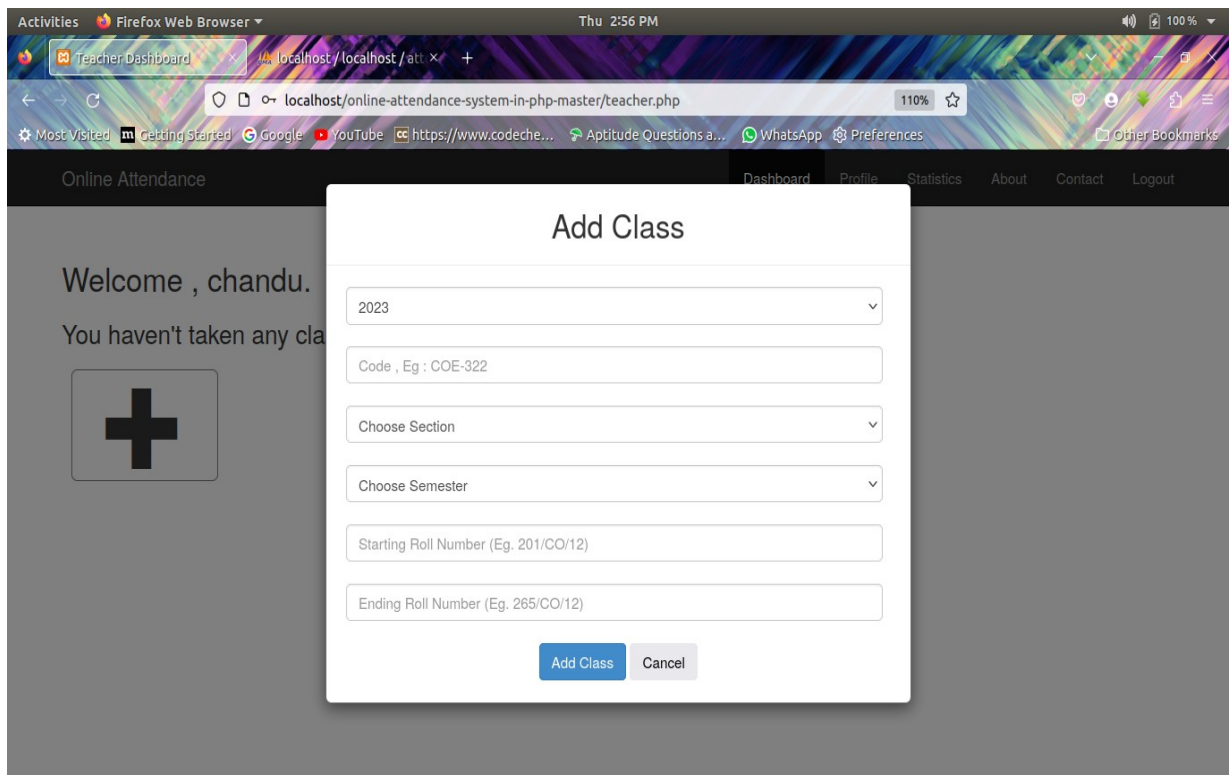 Activities Firefox Web Browser Thu 2:56 PM 100 %
Teacher Dashboard × localhost / localhost / att × +
localhost/online-attendance-system-in-php-master/teacher.php 110%
Most Visited Getting Started Google YouTube https://www.codeche... Aptitude Questions a... WhatsApp Preferences Other Bookmarks
Online Attendance Dashboard Profile Statistics About Contact Logout
Add Class
Welcome , chandu.
2023
You haven't taken any cla
Code , Eg : COE-322
Choose Section
Choose Semester
Starting Roll Number (Eg. 201/CO/12)
Ending Roll Number (Eg. 265/CO/12)
Add Class Cancel